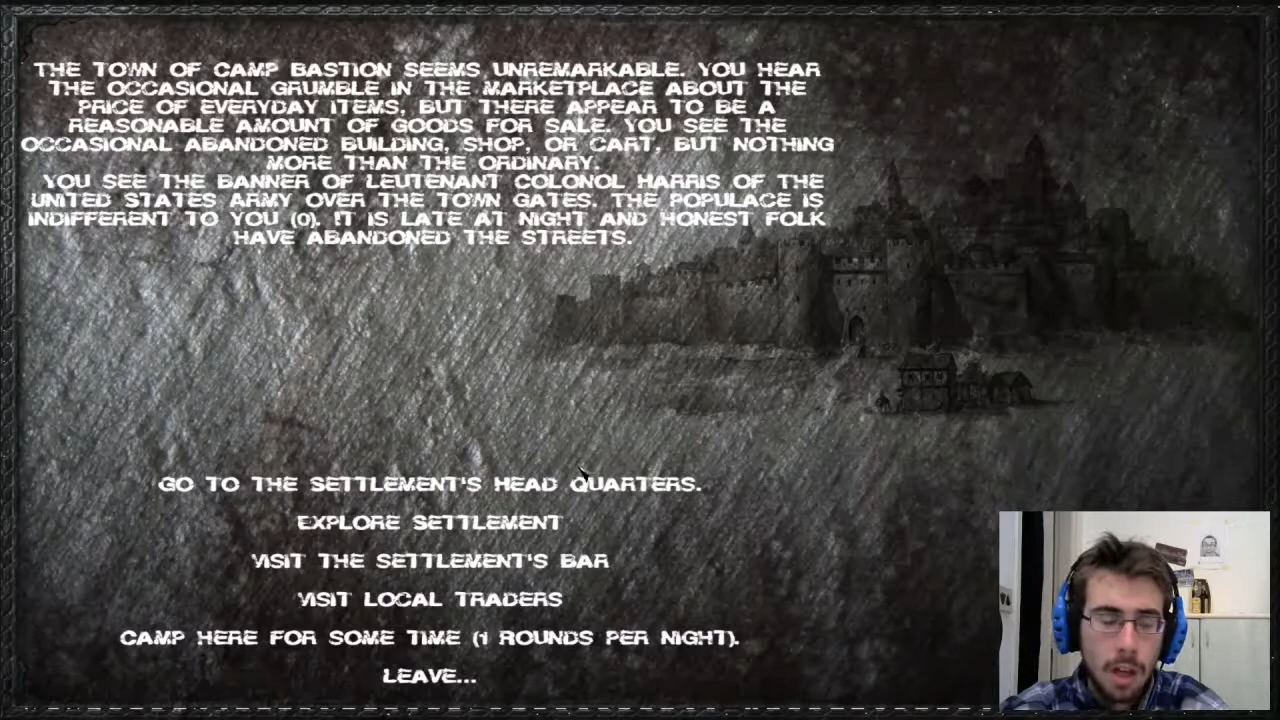 THE TOWN OF CAMP BASTION SEEMS UNREMARKABLE. YOU HEAR
THE OCCASIONAL GRUMBLE IN THE MARKETPLACE ABOUT THE
PRICE OF EVERYDAY ITEMS, BUT THERE APPEAR TO BE A
REASONABLE AMOUNT OF GOODS FOR SALE. YOU SEE THE
OCCASIONAL ABANDONED BUILDING, SHOP, OR CART, BUT NOTHING
MORE THAN THE ORDINARY.
YOU SEE THE BANNER OF LEUTENANT COLONOL HARRIS OF THE
UNITED STATES ARMY OVER THE TOWN GATES. THE POPULACE IS
INDIFFERENT TO YOU (0). IT IS LATE AT NIGHT AND HONEST FOLK
HAVE ABANDONED THE STREETS.
GO TO THE SETTLEMENT'S HEAD QUARTERS.
EXPLORE SETTLEMENT
VISIT THE SETTLEMENT'S BAR
VISIT LOCAL TRADERS
CAMP HERE FOR SOME TIME (1 ROUNDS PER NIGHT).
LEAVE...